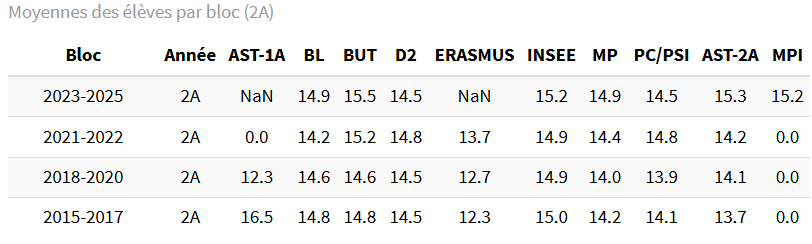 Moyennes des élèves par bloc (2A)
Bloc Année AST-1A BL BUT D2 ERASMUS INSEE MP PC/PSI AST-2A MPI
2023-2025 2A NaN 14.9 15.5 14.5 NaN 15.2 14.9 14.5 15.3 15.2
2021-2022 2A 0.0 14.2 15.2 14.8 13.7 14.9 14.4 14.8 14.2 0.0
2018-2020 2A 12.3 14.6 14.6 14.5 12.7 14.9 14.0 13.9 14.1 0.0
2015-2017 2A 16.5 14.8 14.8 14.5 12.3 15.0 14.2 14.1 13.7 0.0